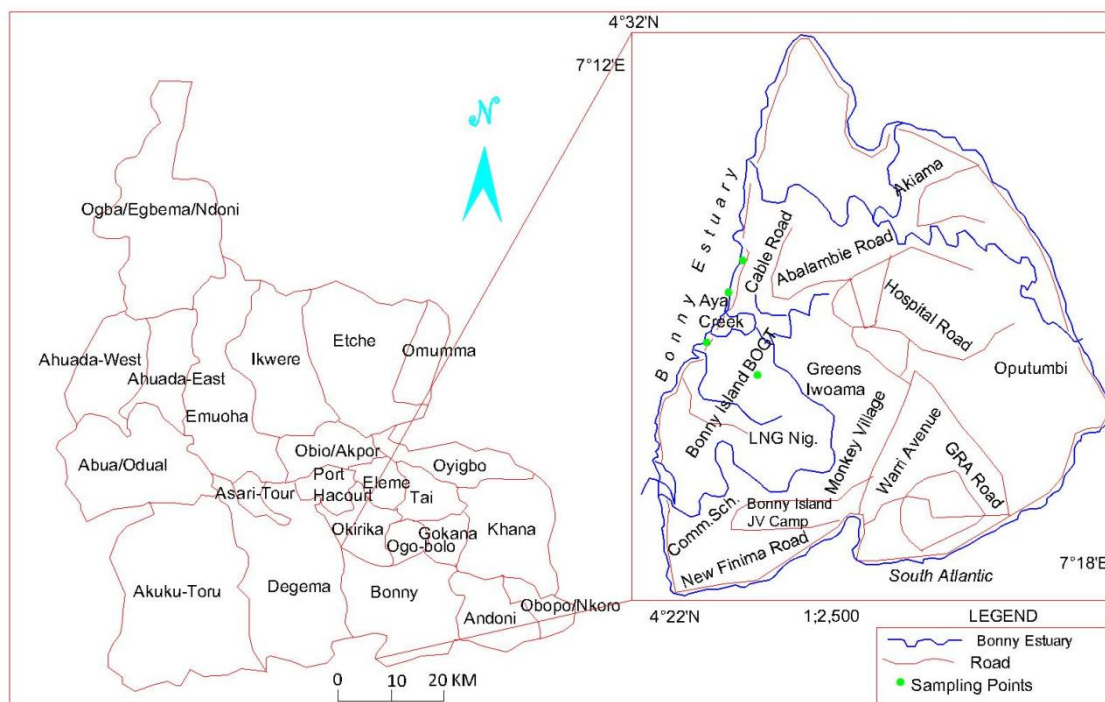 4°32'N
7°12'E
N
Ogba/Egbema/Ndoni
Ahuada-West
Ahuada-East
Emuoha
Ikwere
Etche
Omumma
Abua/Odual
Asari-Tour
Obio/Akpor
Port
Hacourt
Eleme
Tai
Oyigbo
Okirika
Ogo-bolo
Gokana
Khana
Akuku-Toru
Degema
Bonny
Andoni
Obopo/Nkoro
0 10 20 KM
Bonny Estuary
Akiama
Cable Road
Abalambie Road
Aya
Creek
Hospital Road
Bonny Island BOGT
Greens
Iwoama
Oputumbi
LNG Nig.
Monkey Village
Warri Avenue
GRA Road
Comm.Sch.
Bonny Island
JV Camp
New Finima Road
South Atlantic
7°18'E
4°22'N
1:2,500
LEGEND
Bonny Estuary
Road
Sampling Points